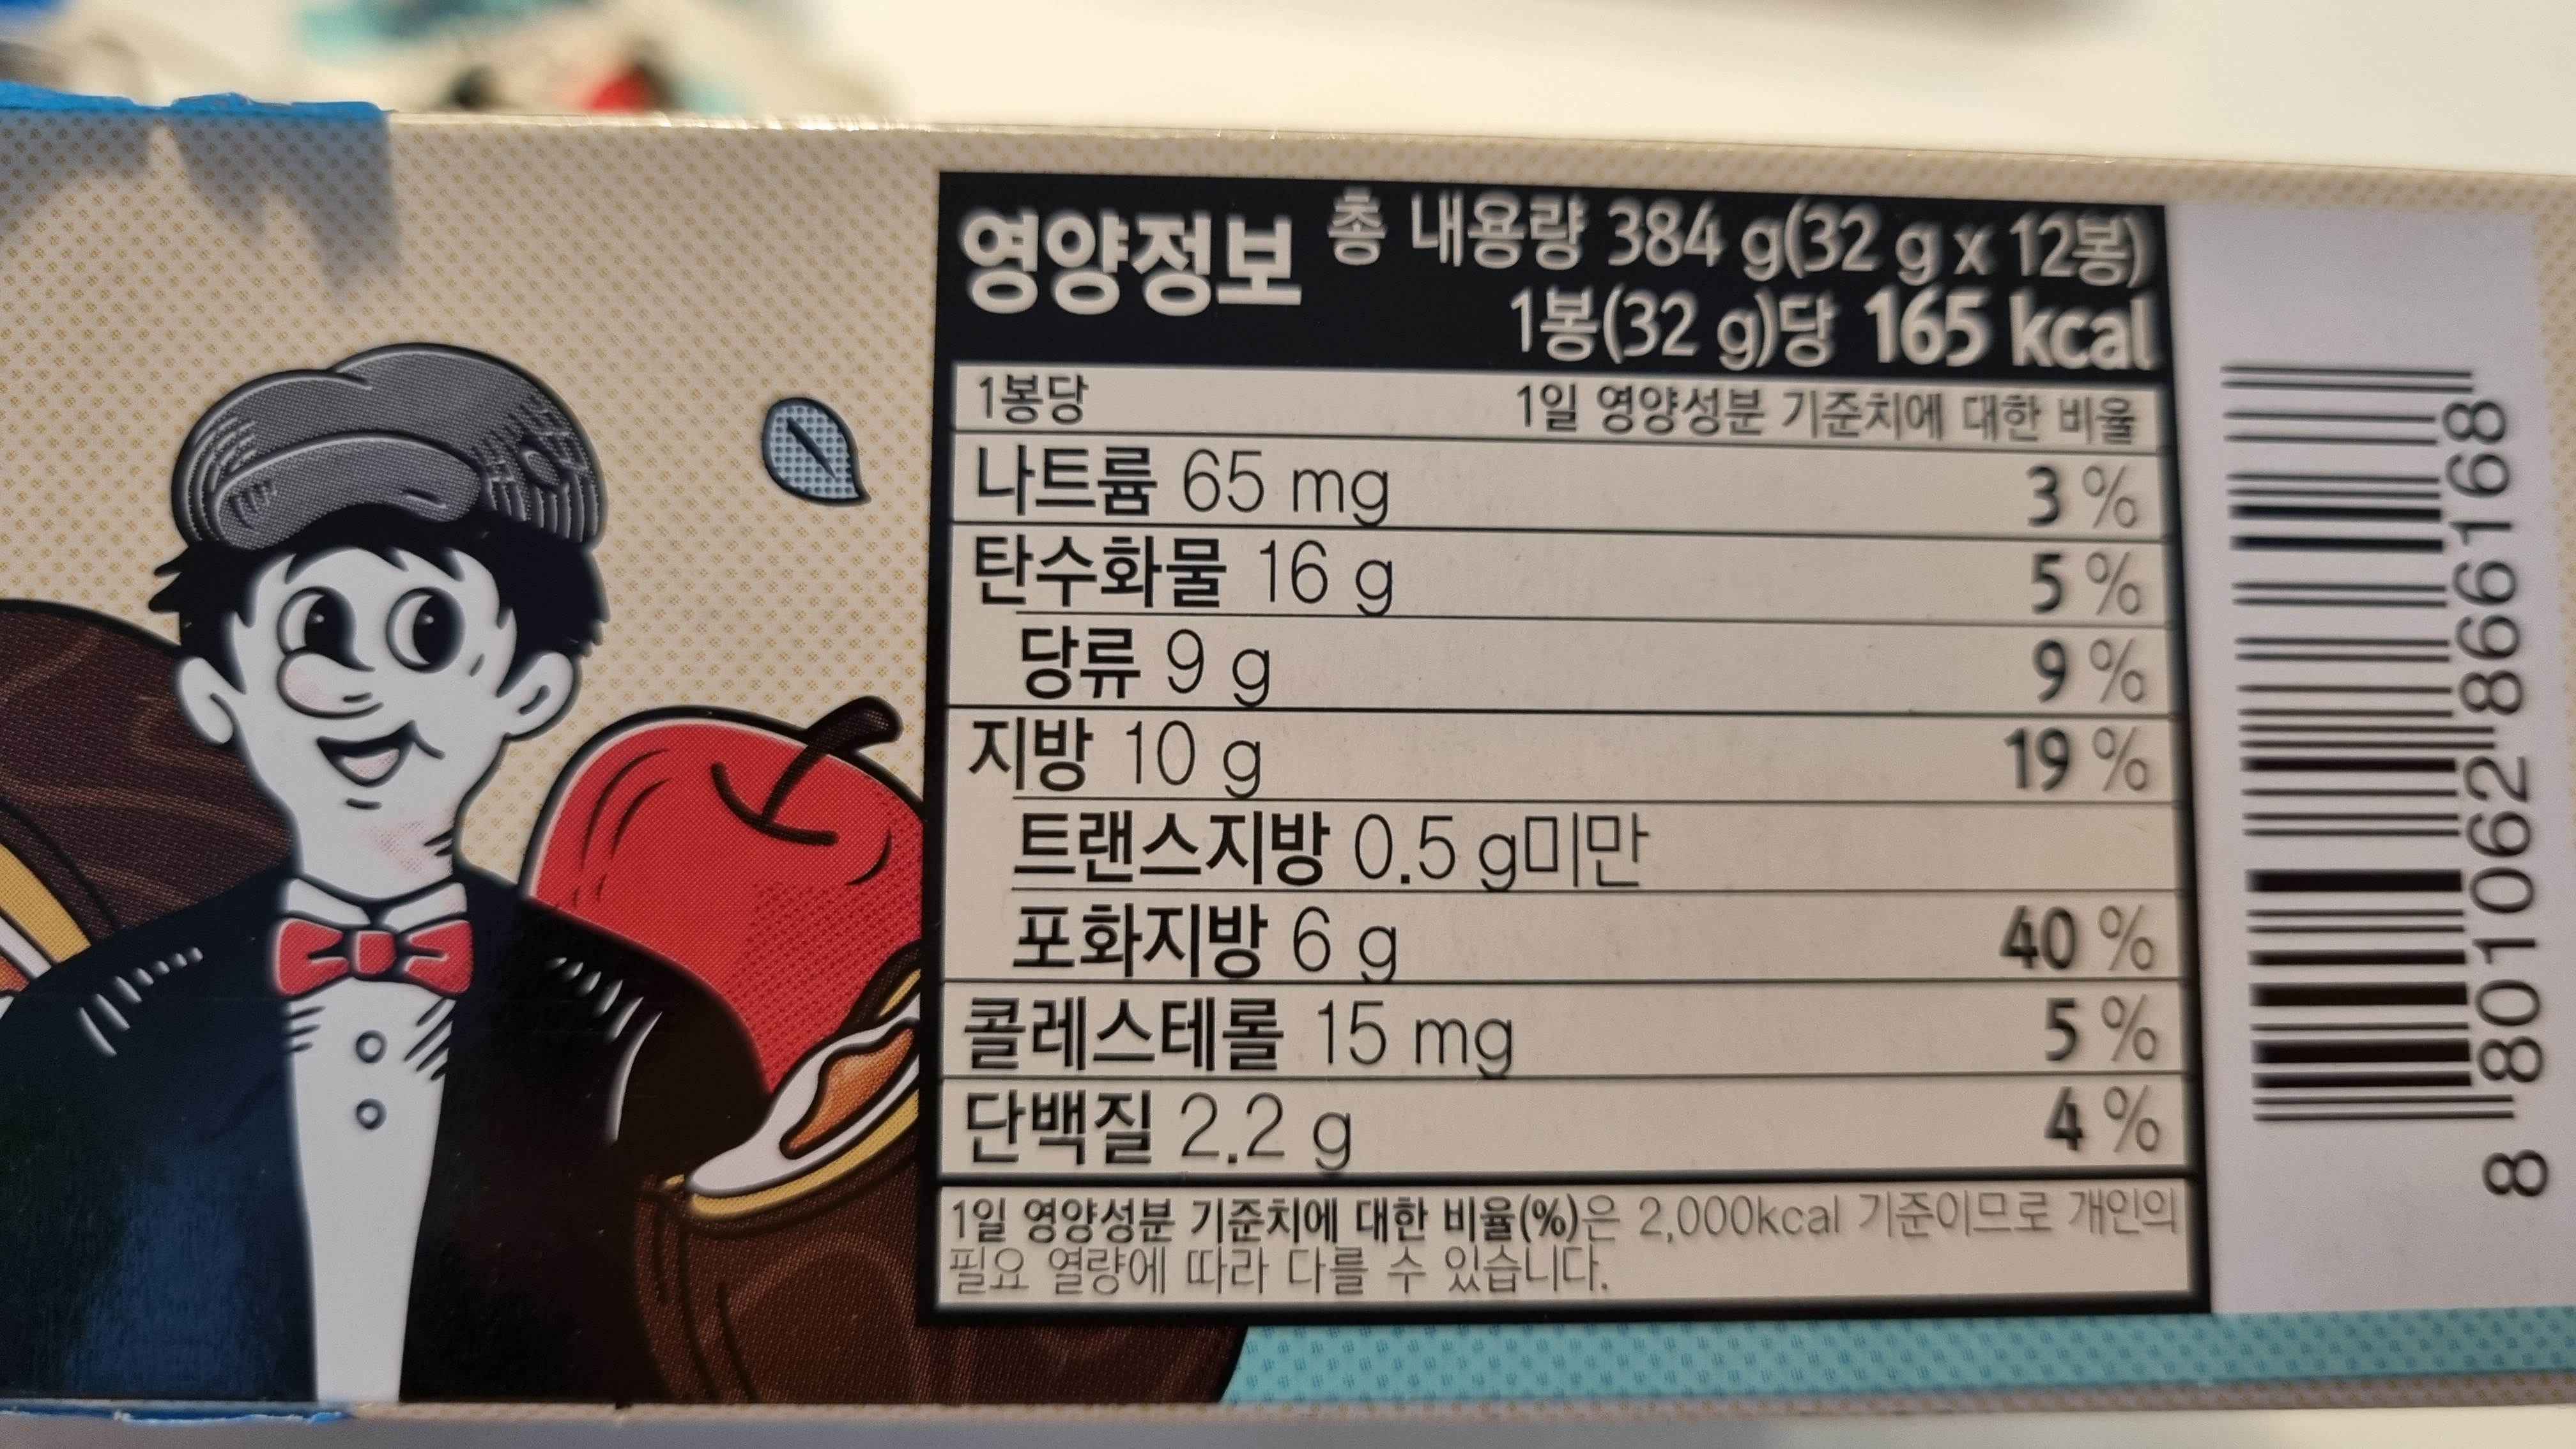 영양정보 총 내용량 384 g(32 g x 12봉)
1봉(32 g)당 165 kcal
1봉당 1일 영양성분 기준치에 대한 비율
나트륨 65 mg 3 %
탄수화물 16 g 5 %
당류 9 g 9 %
지방 10 g 19 %
트랜스지방 0.5 g미만
포화지방 6 g 40 %
콜레스테롤 15 mg 5 %
단백질 2.2 g 4 %
1일 영양성분 기준치에 대한 비율(%)은 2,000kcal 기준이므로 개인의
필요 열량에 따라 다를 수 있습니다.
8 801062 866168